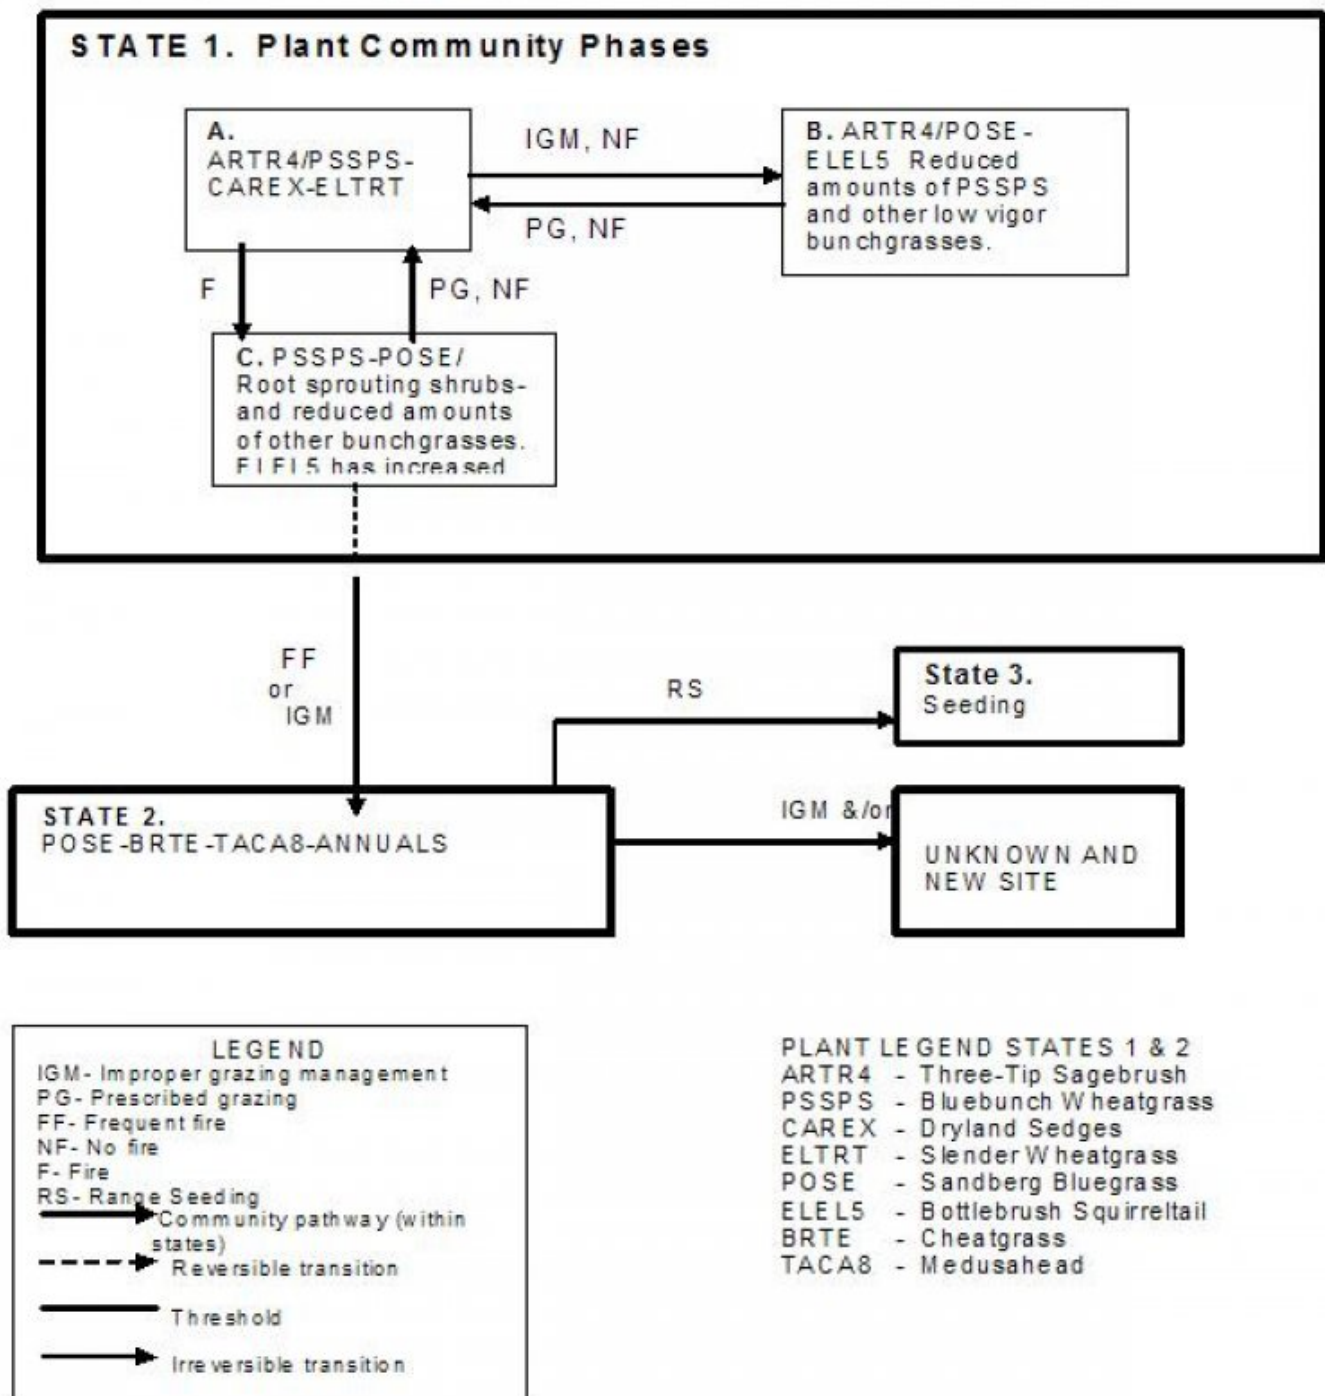 STATE 1. Plant Community Phases
A.
ARTR4/PSSPS-
CAREX-ELTRT
IGM, NF
PG, NF
B. ARTR4/POSE-
ELEL5 Reduced
amounts of PSSPS
and other low vigor
bunchgrasses.
F
PG, NF
C. PSSPS-POSE/
Root sprouting shrubs-
and reduced amounts
of other bunchgrasses.
ELEL5 has increased
FF
or
IGM
RS
State 3.
Seeding
STATE 2.
POSE-BRTE-TACA8-ANNUALS
IGM &/or
UNKNOWN AND
NEW SITE
LEGEND
IGM- Improper grazing management
PG- Prescribed grazing
FF- Frequent fire
NF- No fire
F- Fire
RS- Range Seeding
Community pathway (within
states)
Reversible transition
Threshold
Irreversible transition
PLANT LEGEND STATES 1 & 2
ARTR4 - Three-Tip Sagebrush
PSSPS - Bluebunch Wheatgrass
CAREX - Dryland Sedges
ELTRT - Slender Wheatgrass
POSE - Sandberg Bluegrass
ELEL5 - Bottlebrush Squirreltail
BRTE - Cheatgrass
TACA8 - Medusahead